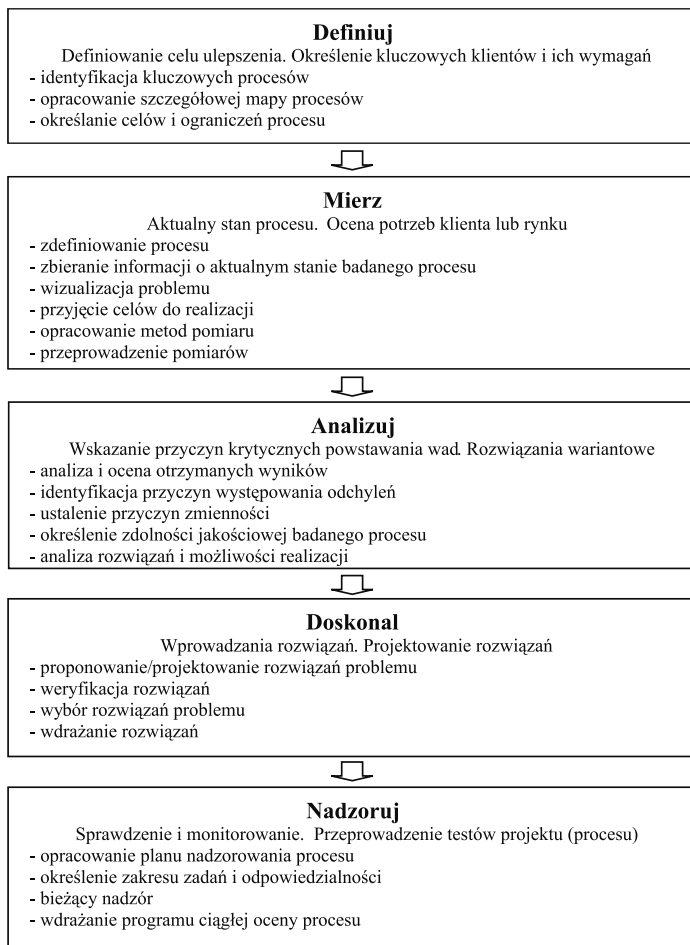 Definiuj
Definiowanie celu ulepszenia. Określenie kluczowych klientów i ich wymagań
- identyfikacja kluczowych procesów
- opracowanie szczegółowej mapy procesów
- określanie celów i ograniczeń procesu
Mierz
Aktualny stan procesu. Ocena potrzeb klienta lub rynku
- zdefiniowanie procesu
- zbieranie informacji o aktualnym stanie badanego procesu
- wizualizacja problemu
- przyjęcie celów do realizacji
- opracowanie metod pomiaru
- przeprowadzenie pomiarów
Analizuj
Wskazanie przyczyn krytycznych powstawania wad. Rozwiązania wariantowe
- analiza i ocena otrzymanych wyników
- identyfikacja przyczyn występowania odchyleń
- ustalenie przyczyn zmienności
- określenie zdolności jakościowej badanego procesu
- analiza rozwiązań i możliwości realizacji
Doskonal
Wprowadzania rozwiązań. Projektowanie rozwiązań
- proponowanie/projektowanie rozwiązań problemu
- weryfikacja rozwiązań
- wybór rozwiązań problemu
- wdrażanie rozwiązań
Nadzoruj
Sprawdzenie i monitorowanie. Przeprowadzenie testów projektu (procesu)
- opracowanie planu nadzorowania procesu
- określenie zakresu zadań i odpowiedzialności
- bieżący nadzór
- wdrażanie programu ciągłej oceny procesu